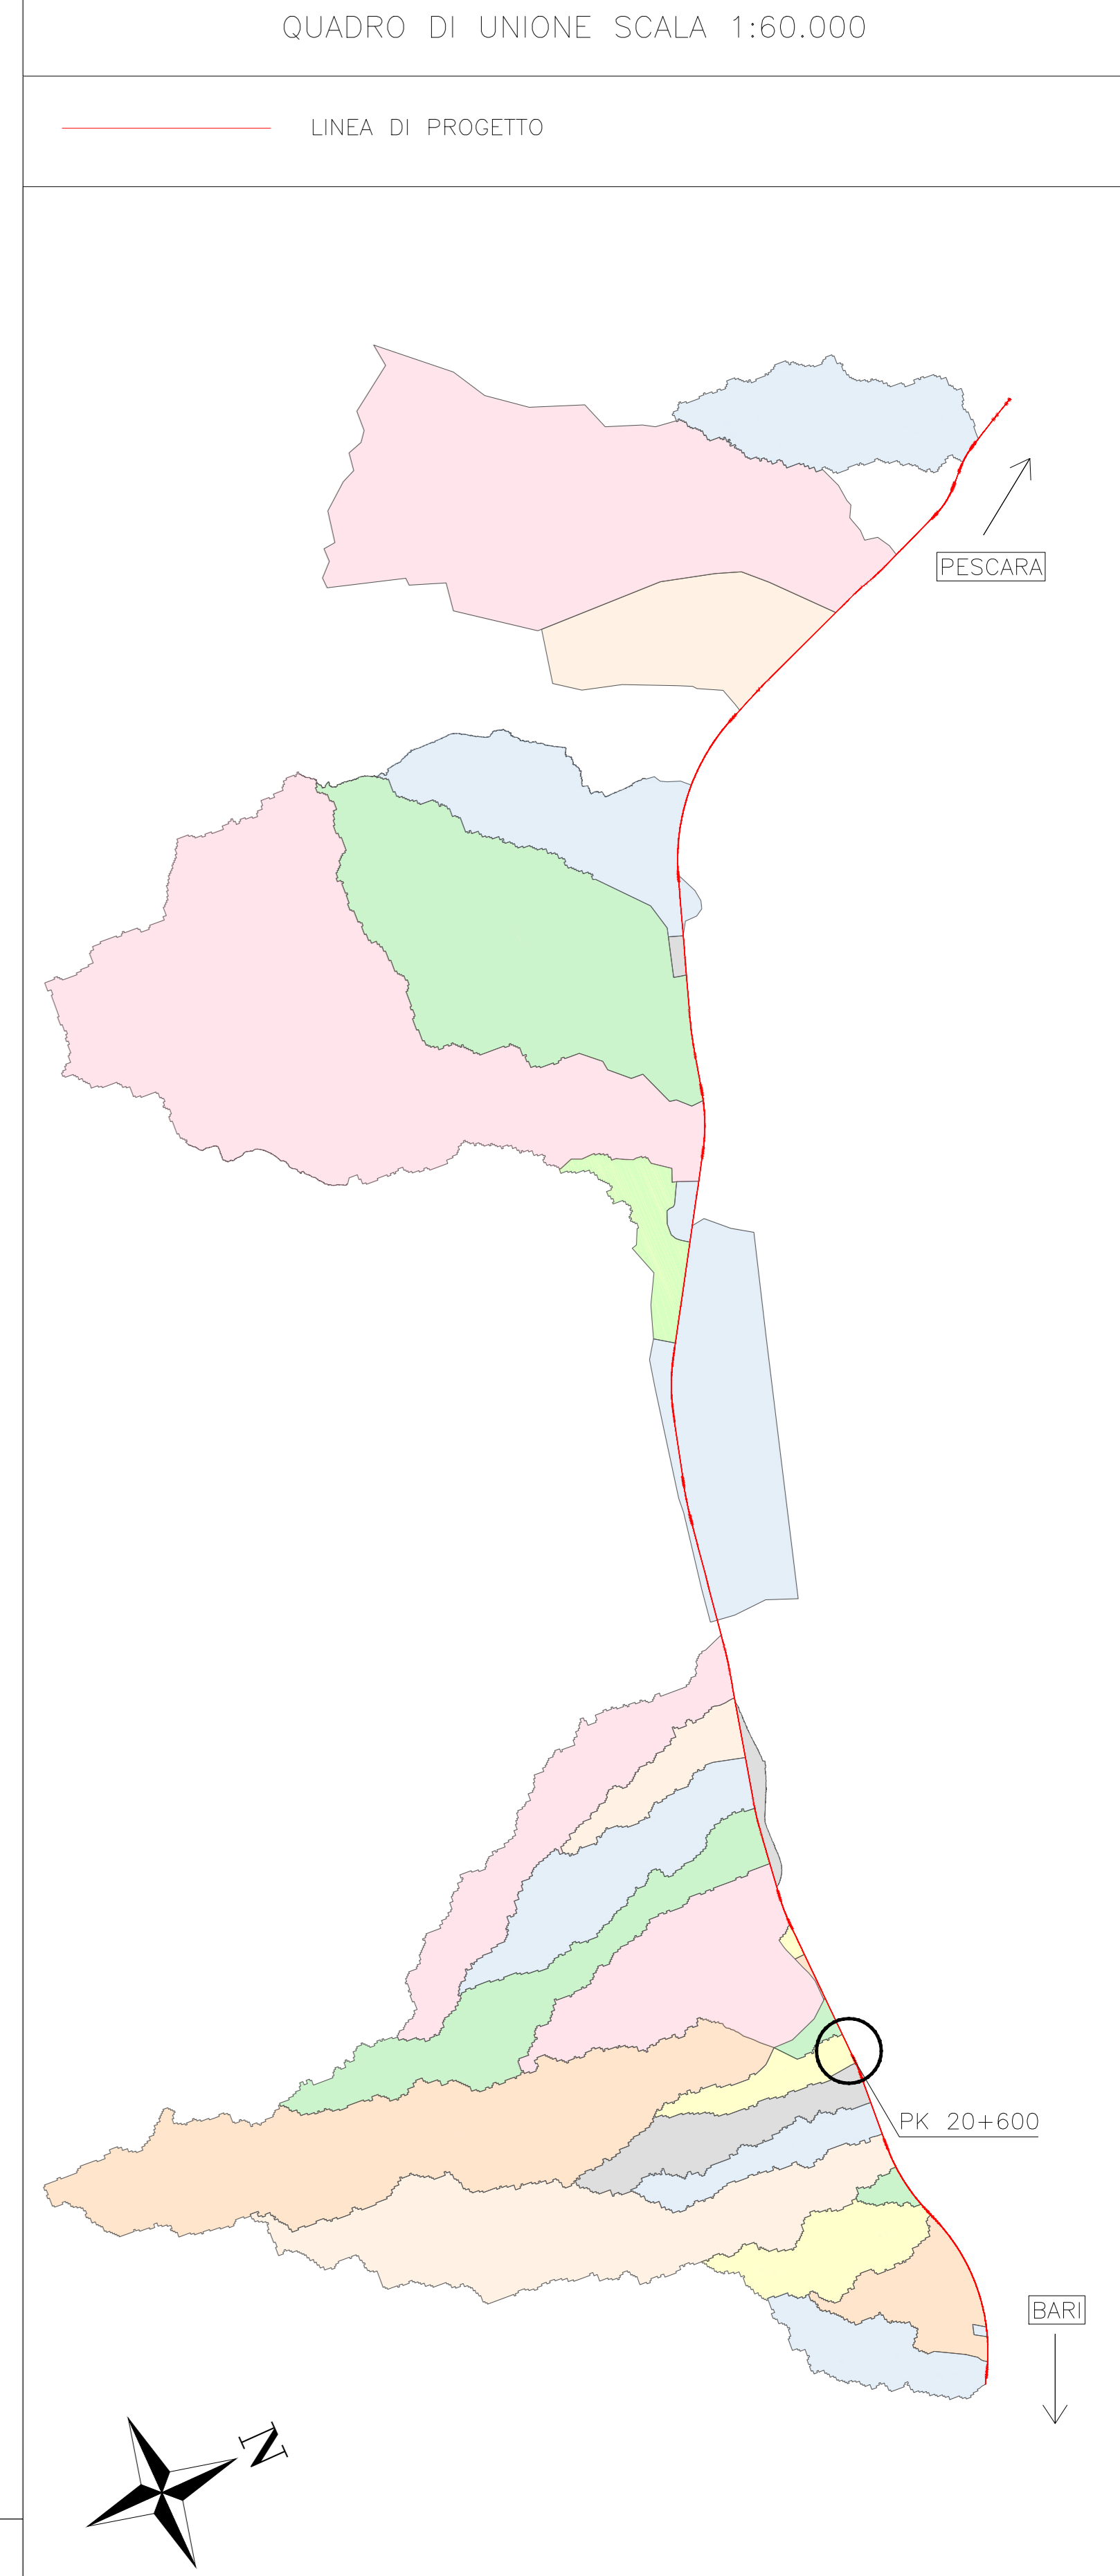 QUADRO DI UNIONE SCALA 1:60.000
LINEA DI PROGETTO
PESCARA
PK 20+600
BARI
N